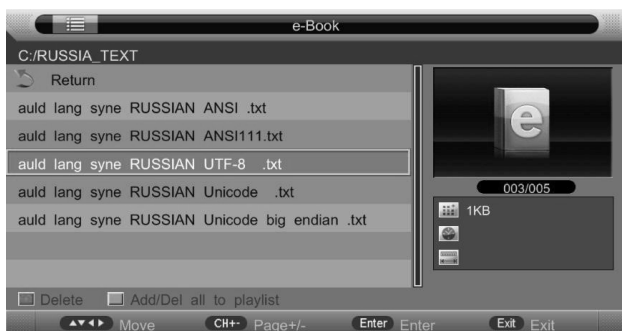 e-Book
C:/RUSSIA_TEXT
Return
auld lang syne RUSSIAN ANSI .txt
auld lang syne RUSSIAN ANSI111.txt
auld lang syne RUSSIAN UTF-8 .txt
auld lang syne RUSSIAN Unicode .txt
auld lang syne RUSSIAN Unicode big endian .txt
e
003/005
1KB
Delete Add/Del all to playlist
Move CH+- Page+/- Enter Enter Exit Exit